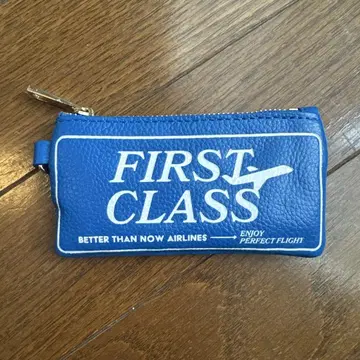 FIRST
CLASS
BETTER THAN NOW AIRLINES
ENJOY
PERFECT FLIGHT